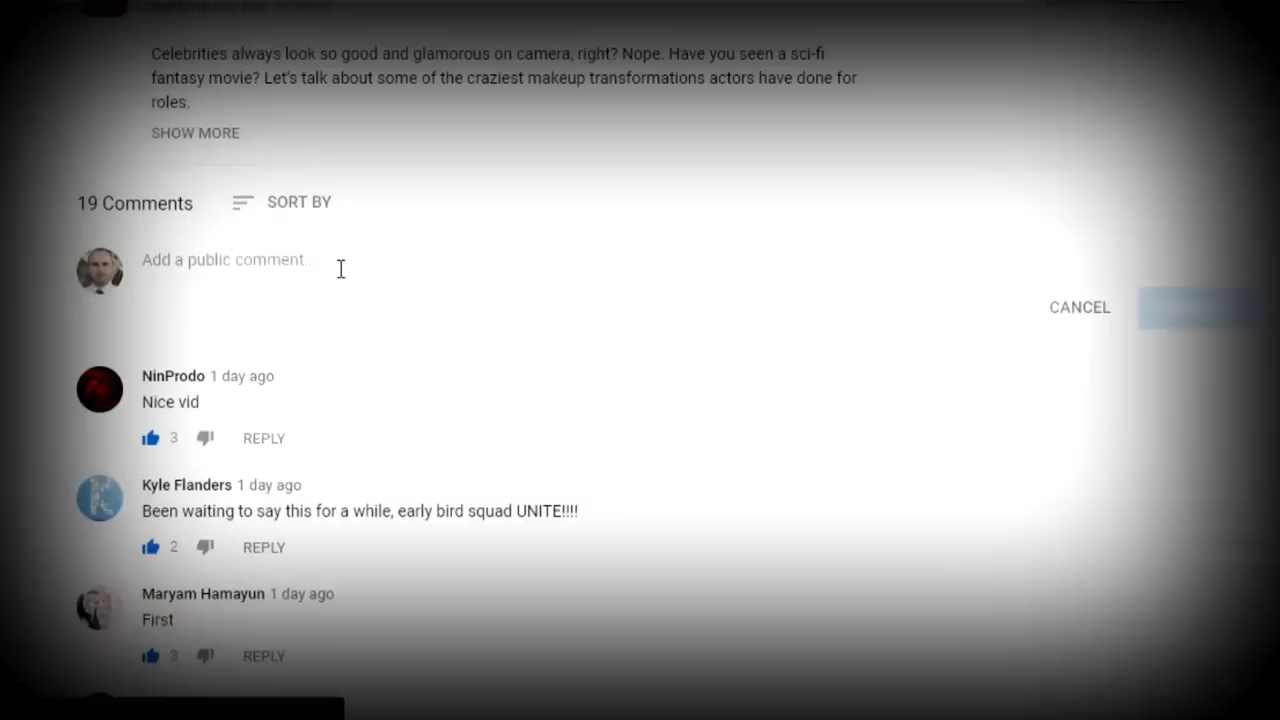 Celebrities always look so good and glamorous on camera, right? Nope. Have you seen a sci-fi
fantasy movie? Let's talk about some of the craziest makeup transformations actors have done for
roles.
SHOW MORE
19 Comments SORT BY
Add a public comment...
CANCEL
NinProdo 1 day ago
Nice vid
3 REPLY
Kyle Flanders 1 day ago
Been waiting to say this for a while, early bird squad UNITE!!!!
2 REPLY
Maryam Hamayun 1 day ago
First
3 REPLY